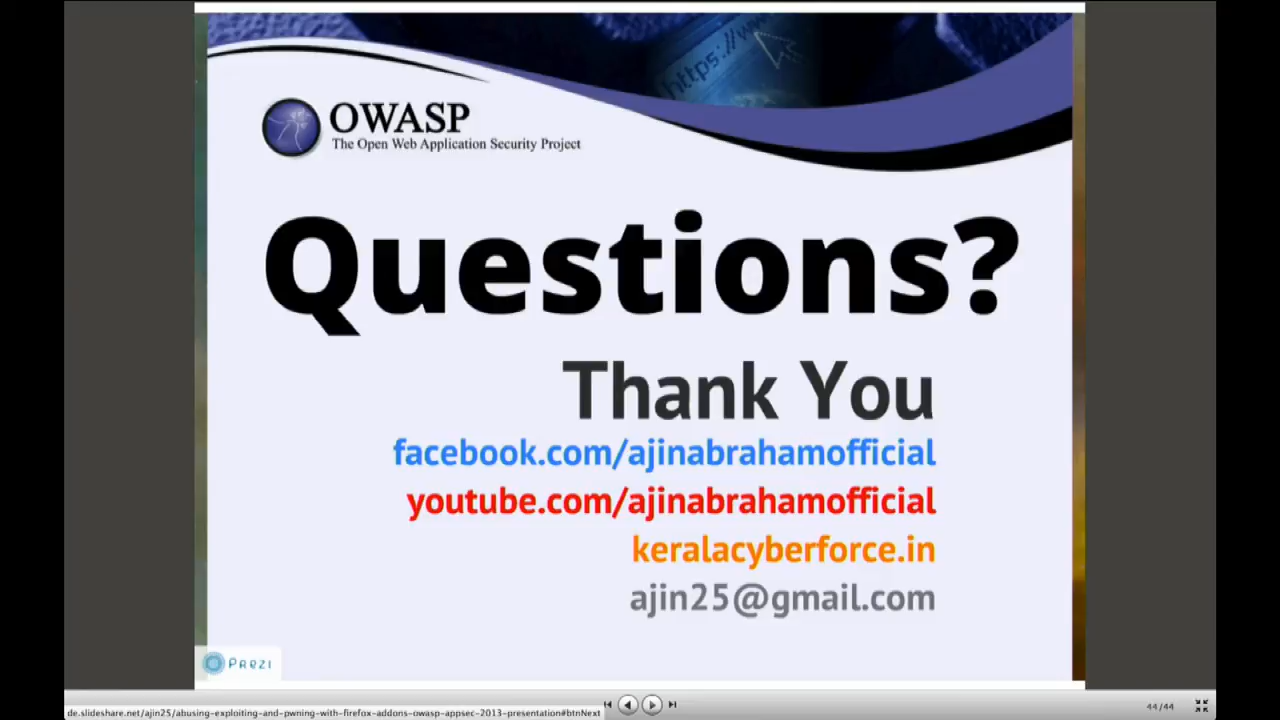 https://www
OWASP
The Open Web Application Security Project
Questions?
Thank You
facebook.com/ajinabrahamofficial
youtube.com/ajinabrahamofficial
keralacyberforce.in
ajin25@gmail.com
Prezi
44/44
de.slideshare.net/ajin25/abusing-exploiting-and-pwning-with-firefox-addons-owasp-appsec-2013-presentation#btnNext